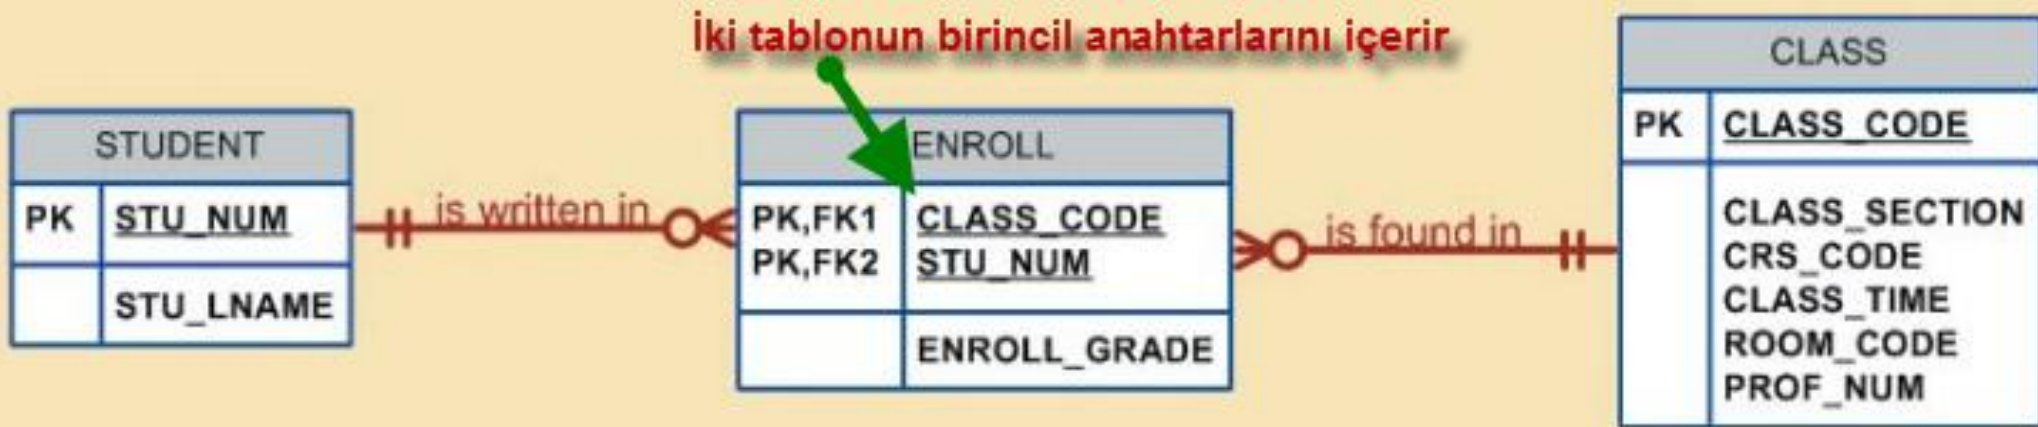 İki tablonun birincil anahtarlarını içerir
STUDENT
PK STU_NUM
STU_LNAME
is written in
ENROLL
PK,FK1 CLASS_CODE
PK,FK2 STU_NUM
ENROLL_GRADE
is found in
CLASS
PK CLASS_CODE
CLASS_SECTION
CRS_CODE
CLASS_TIME
ROOM_CODE
PROF_NUM